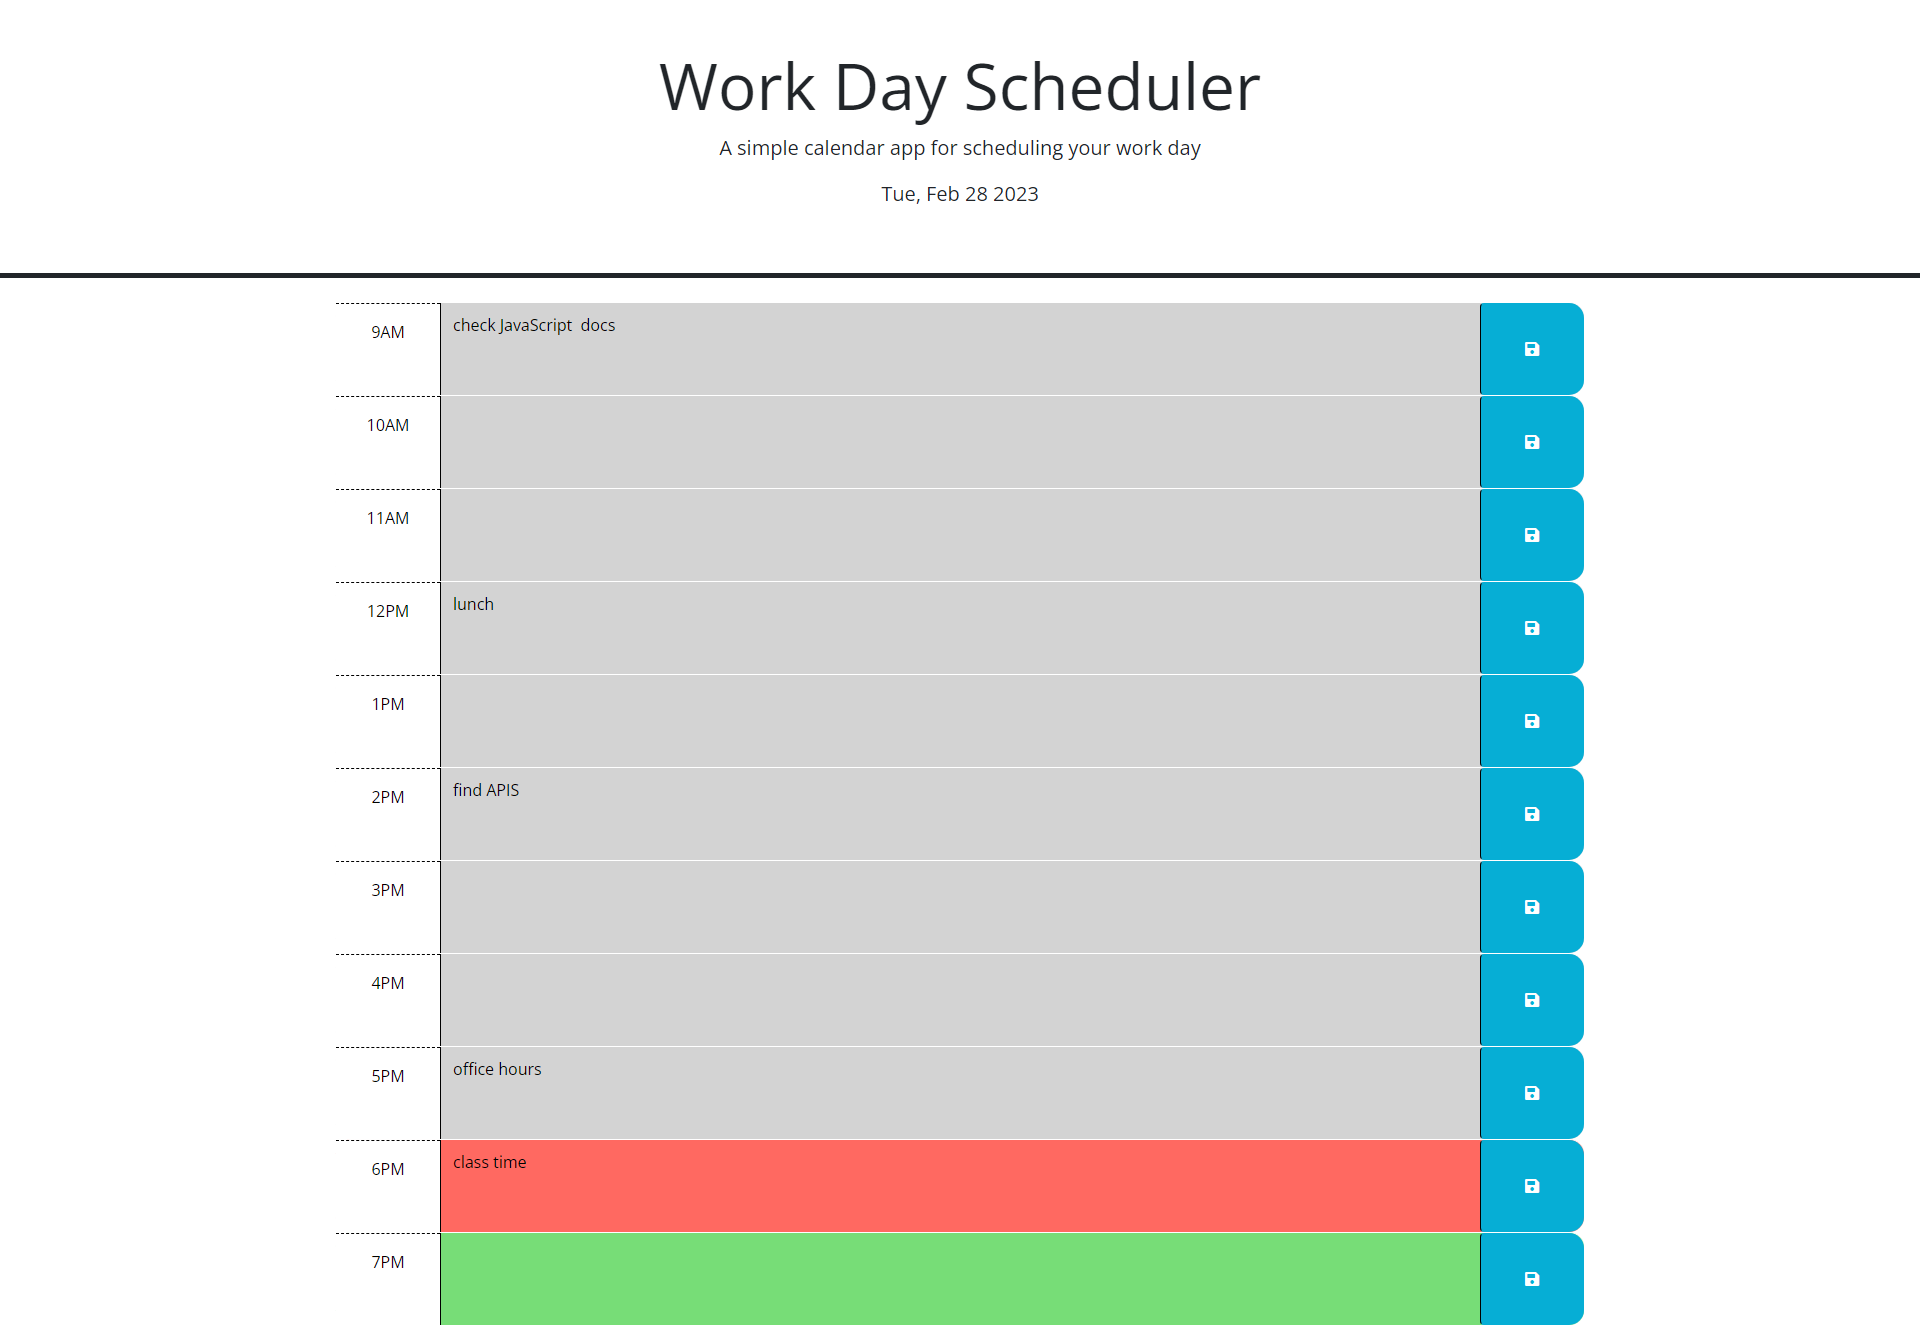 Work Day Scheduler
A simple calendar app for scheduling your work day
Tue, Feb 28 2023
9AM
check JavaScript  docs
10AM
11AM
12PM
lunch
1PM
2PM
find APIS
3PM
4PM
5PM
office hours
6PM
class time
7PM